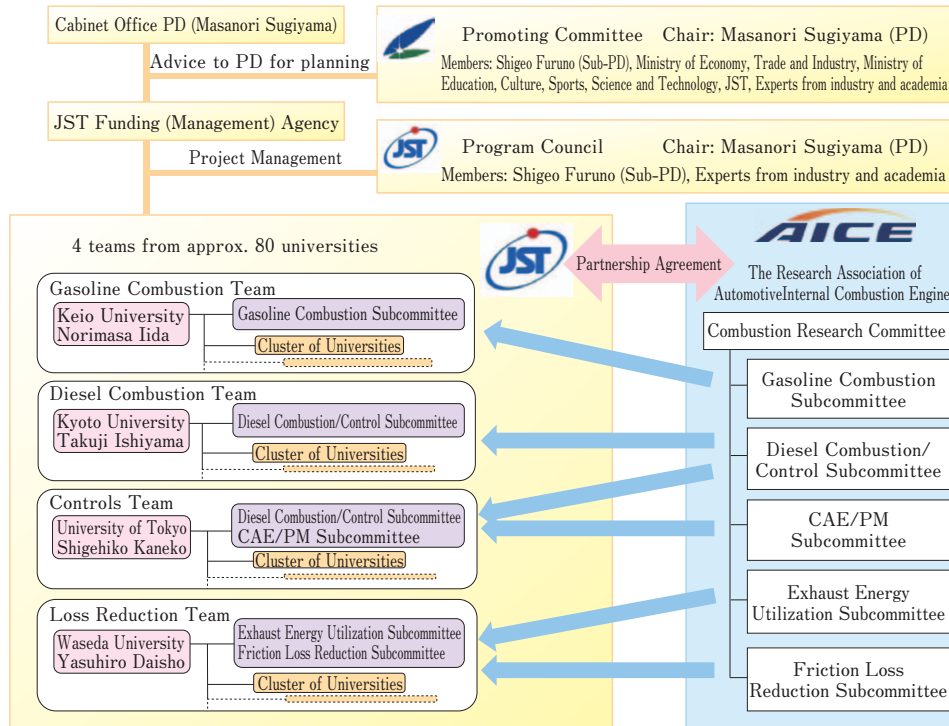 Cabinet Office PD (Masanori Sugiyama)
Advice to PD for planning
Promoting Committee Chair: Masanori Sugiyama (PD)
Members: Shigeo Furuno (Sub-PD), Ministry of Economy, Trade and Industry, Ministry of
Education, Culture, Sports, Science and Technology, JST, Experts from industry and academia
JST Funding (Management) Agency
Project Management
JST
Program Council Chair: Masanori Sugiyama (PD)
Members: Shigeo Furuno (Sub-PD), Experts from industry and academia
4 teams from approx. 80 universities
JST
Partnership Agreement
AICE
The Research Association of
AutomotiveInternal Combustion Engine
Gasoline Combustion Team
Keio University
Norimasa Iida
Gasoline Combustion Subcommittee
Cluster of Universities
Diesel Combustion Team
Kyoto University
Takuji Ishiyama
Diesel Combustion/Control Subcommittee
Cluster of Universities
Controls Team
University of Tokyo
Shigehiko Kaneko
Diesel Combustion/Control Subcommittee
CAE/PM Subcommittee
Cluster of Universities
Loss Reduction Team
Waseda University
Yasuhiro Daisho
Exhaust Energy Utilization Subcommittee
Friction Loss Reduction Subcommittee
Cluster of Universities
Combustion Research Committee
Gasoline Combustion
Subcommittee
Diesel Combustion/
Control Subcommittee
CAE/PM
Subcommittee
Exhaust Energy
Utilization Subcommittee
Friction Loss
Reduction Subcommittee